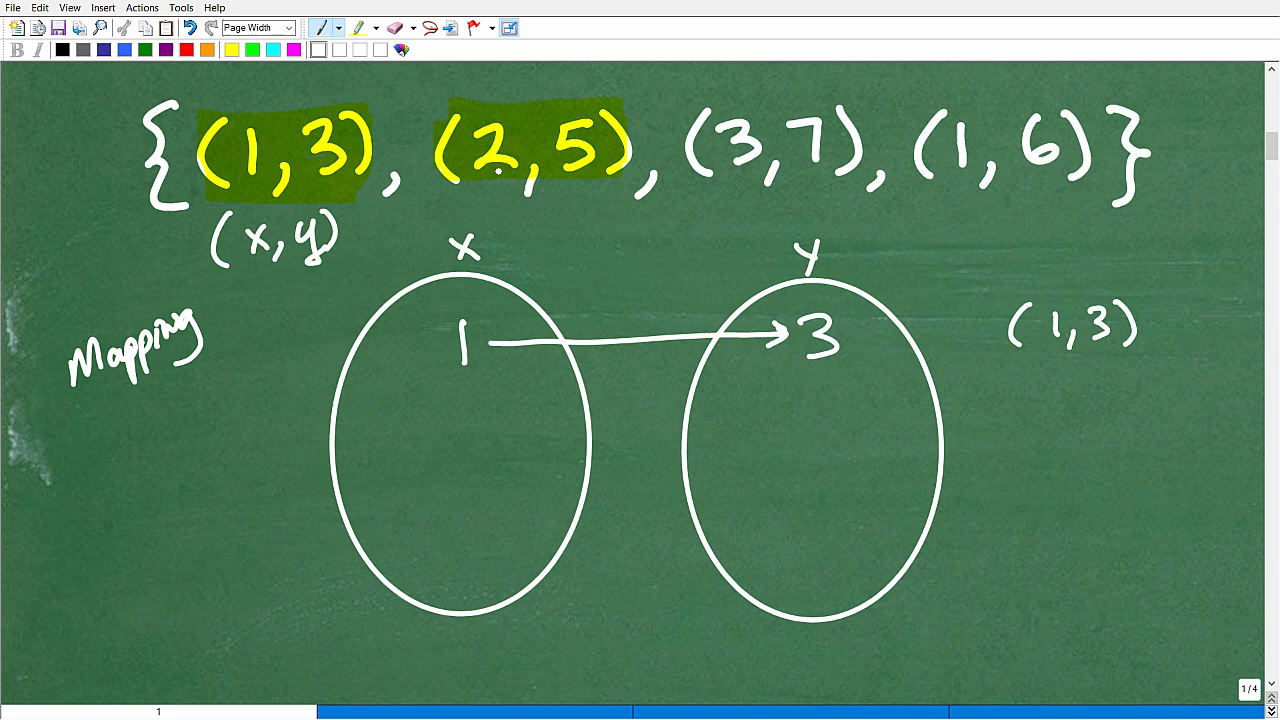 File Edit View Insert Actions Tools Help
Page Width
B I
{(1,3), (2,5), (3,7), (1,6)}
(x,y)
x y
Mapping
1 3 (1,3)
1/4
1